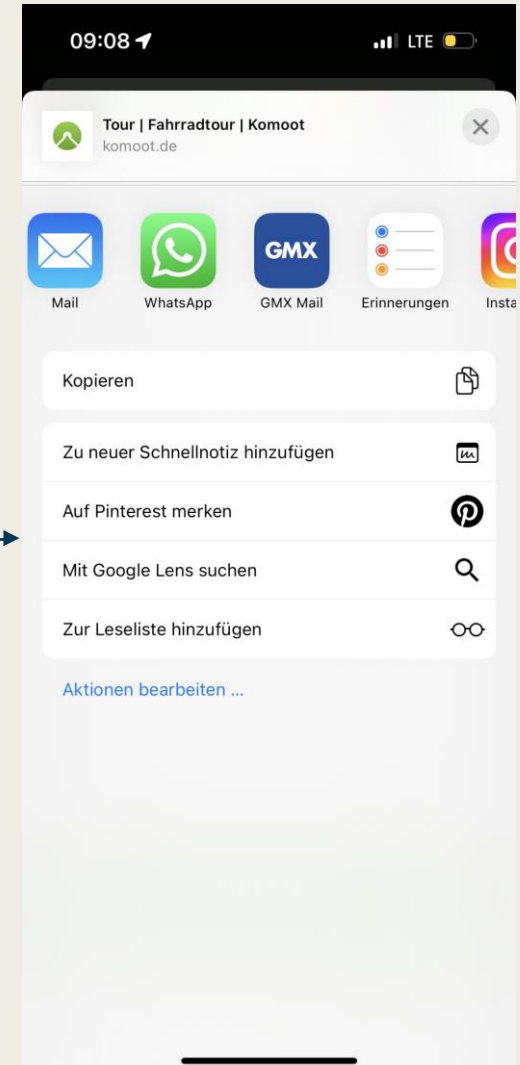 09:08
LTE
Tour | Fahrradtour | Komoot
komoot.de
GMX
Mail
WhatsApp
GMX Mail
Erinnerungen
Insta
Kopieren
Zu neuer Schnellnotiz hinzufügen
Auf Pinterest merken
Mit Google Lens suchen
Zur Leseliste hinzufügen
Aktionen bearbeiten ...